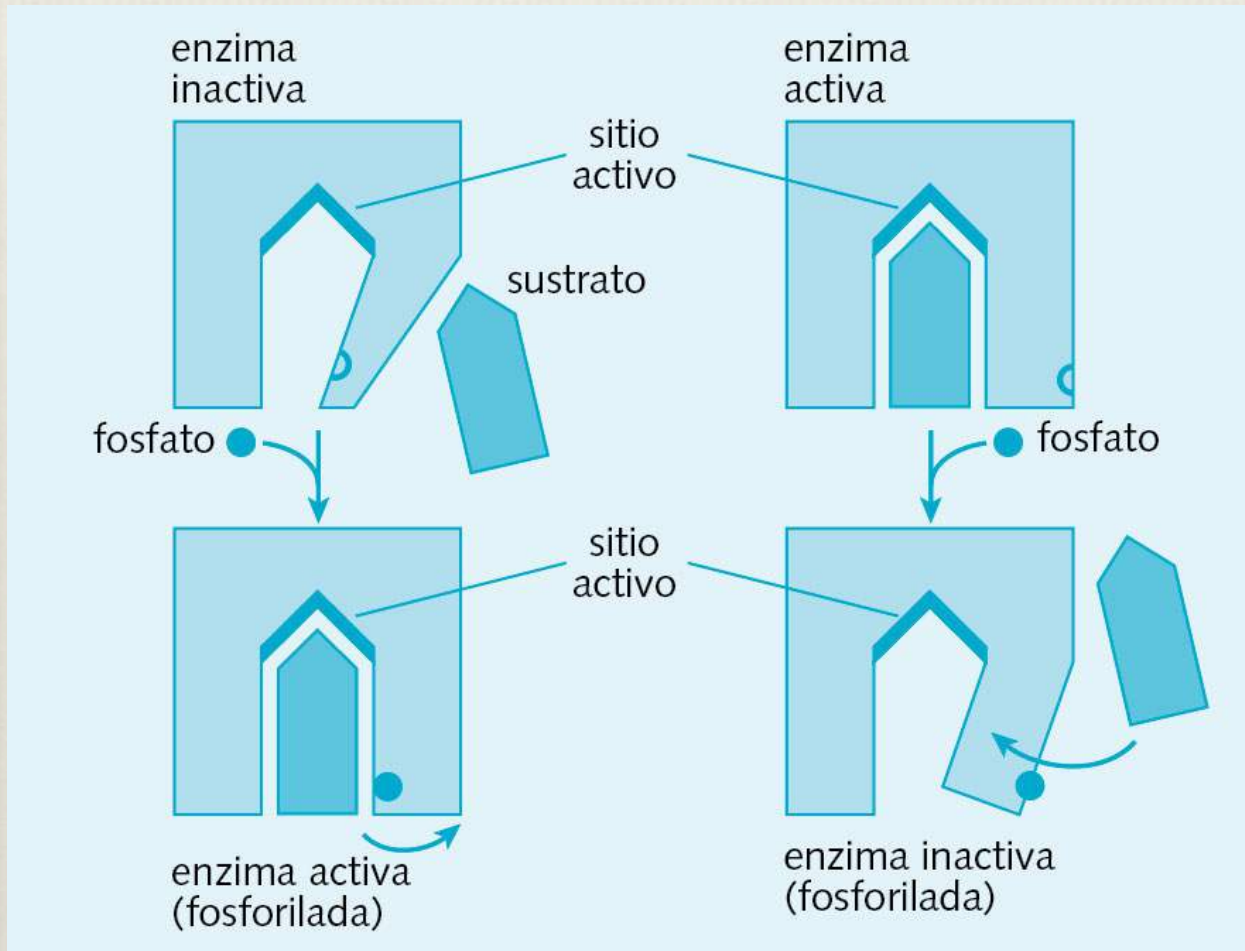 enzima
inactiva
enzima
activa
sitio
activo
sustrato
fosfato
fosfato
sitio
activo
enzima activa
(fosforilada)
enzima inactiva
(fosforilada)